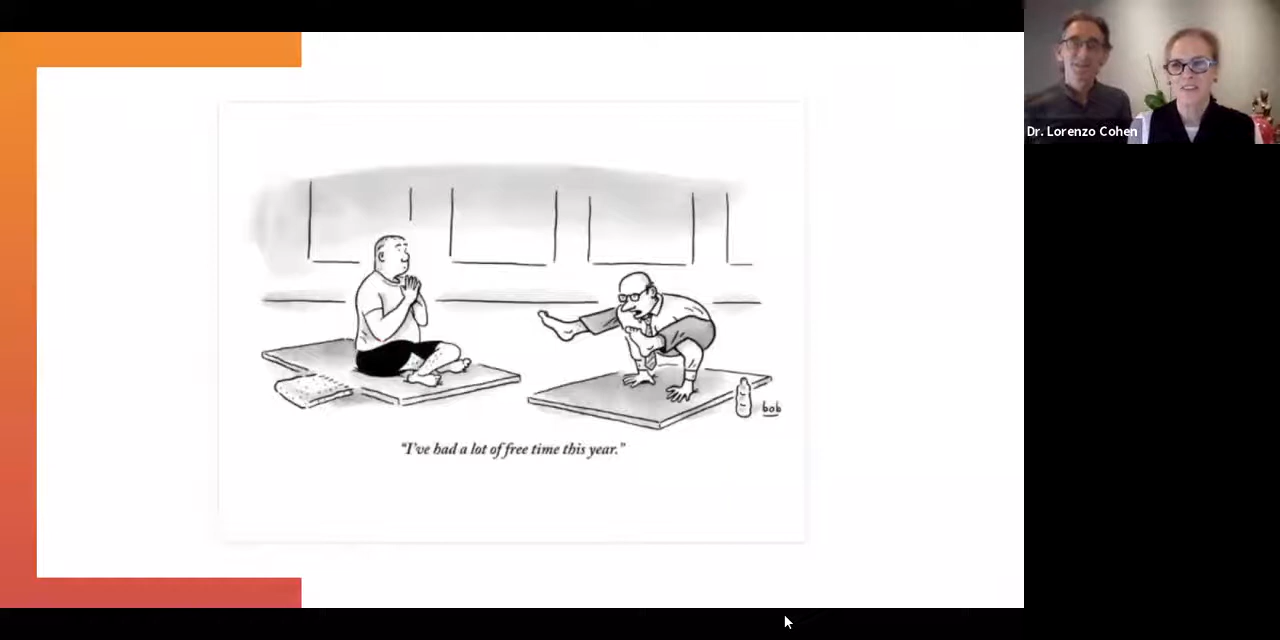 Dr. Lorenzo Cohen
bob
“I’ve had a lot of free time this year.”